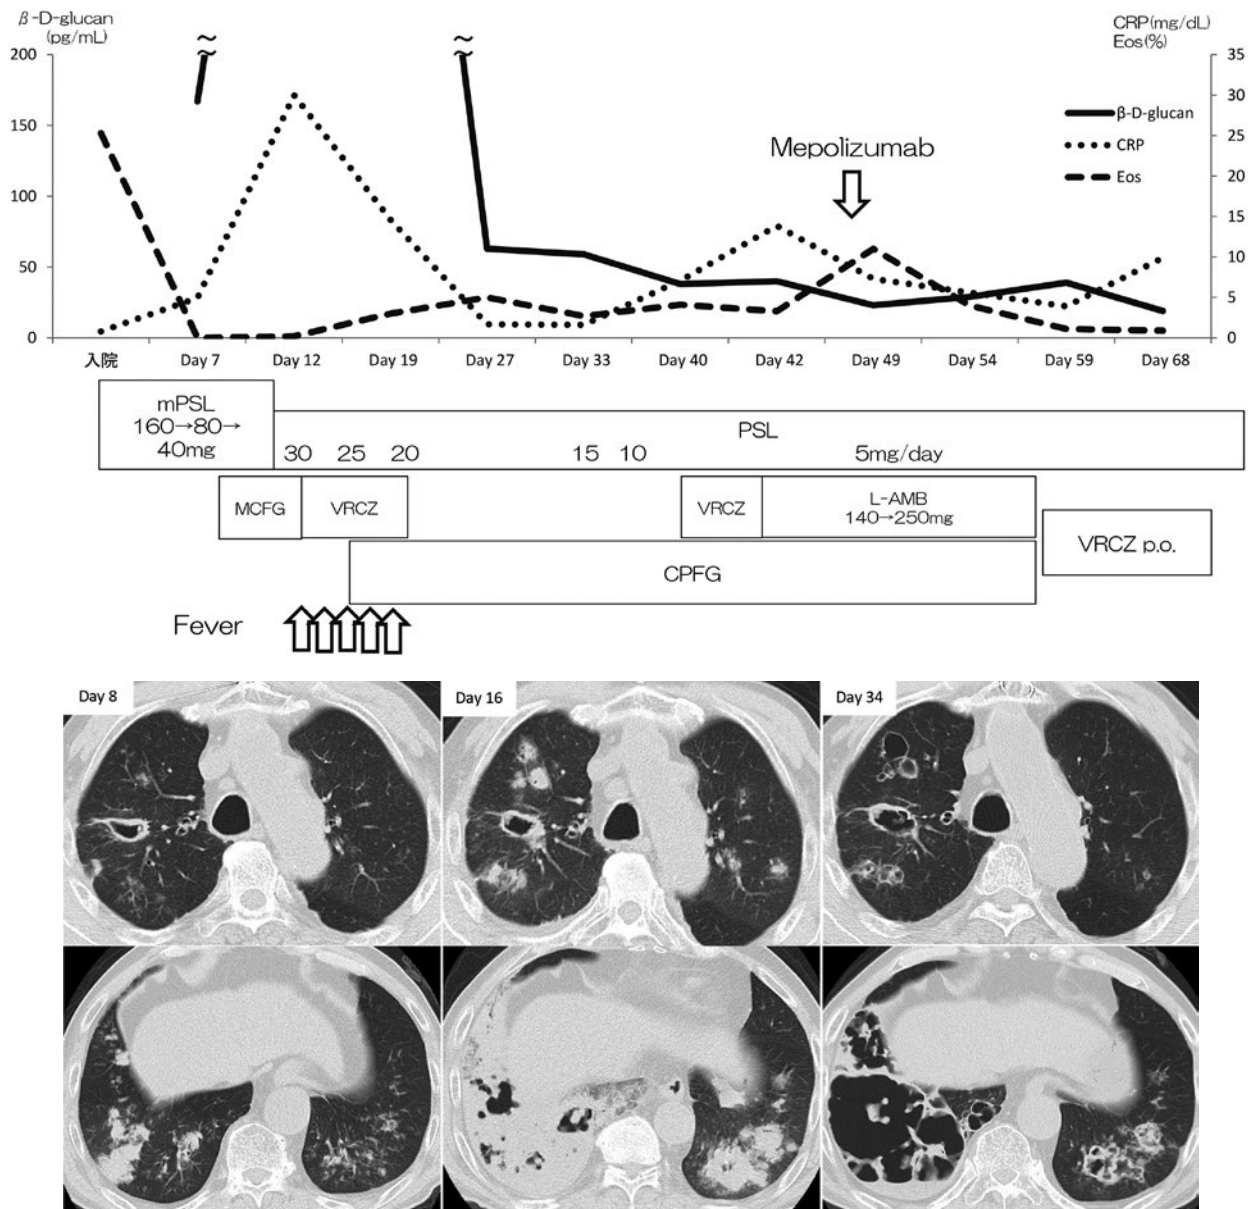 β-D-glucan
(pg/mL)
CRP(mg/dL)
Eos(%)
200
150
100
50
0
35
30
25
20
15
10
5
0
β-D-glucan
CRP
Eos
Mepolizumab
入院 Day 7 Day 12 Day 19 Day 27 Day 33 Day 40 Day 42 Day 49 Day 54 Day 59 Day 68
mPSL
160→80→
40mg
PSL
30 25 20 15 10 5mg/day
MCFG VRCZ VRCZ L-AMB
140→250mg
VRCZ p.o.
CPFG
Fever
Day 8 Day 16 Day 34